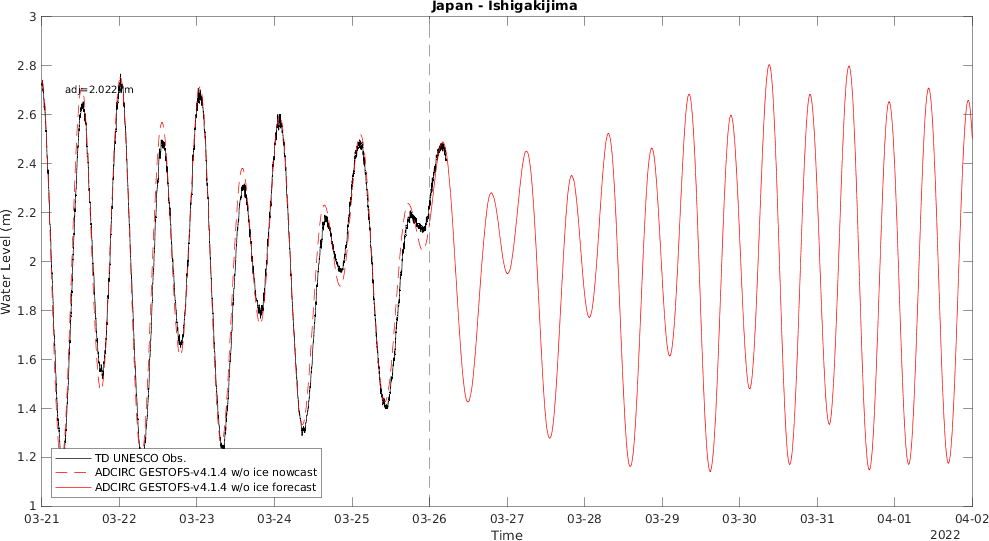 Japan - Ishigakijima
3
2.8
2.6
2.4
2.2
2
1.8
1.6
1.4
1.2
1
Water Level (m)
adj=2.022m
TD UNESCO Obs.
ADCIRC GESTOFS-v4.1.4 w/o ice nowcast
ADCIRC GESTOFS-v4.1.4 w/o ice forecast
03-21 03-22 03-23 03-24 03-25 03-26 03-27 03-28 03-29 03-30 03-31 04-01 04-02
Time
2022